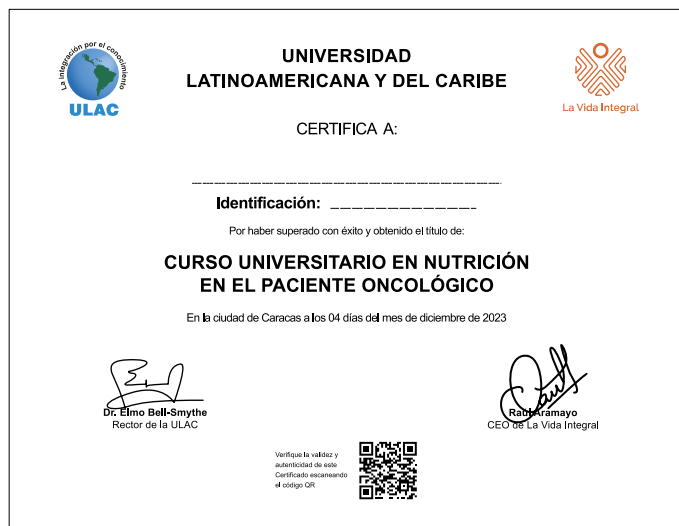 La integración por el conocimiento
ULAC
UNIVERSIDAD
LATINOAMERICANA Y DEL CARIBE
La Vida Integral
CERTIFICA A:
Identificación:
Por haber superado con éxito y obtenido el título de:
CURSO UNIVERSITARIO EN NUTRICIÓN
EN EL PACIENTE ONCOLÓGICO
En la ciudad de Caracas a los 04 días del mes de diciembre de 2023
Dr. Elmo Bell-Smythe
Rector de la ULAC
Raúl Aramayo
CEO de La Vida Integral
Verifique la validez y
autenticidad de este
Certificado escaneando
el código QR